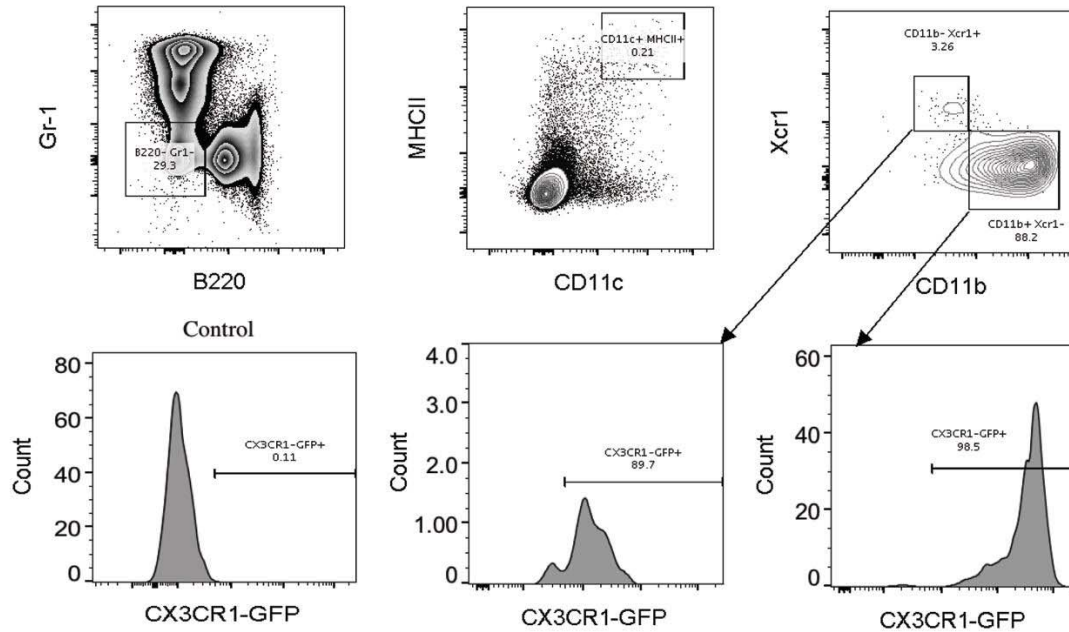 Gr-1
B220- Gr1-
29.3
B220
MHCII
CD11c+ MHCII+
0.21
CD11c
Xcr1
CD11b- Xcr1+
3.26
CD11b+ Xcr1-
88.2
CD11b
Control
Count
80
60
40
20
0
CX3CR1-GFP+
0.11
CX3CR1-GFP
Count
4.0
3.0
2.0
1.00
0
CX3CR1-GFP+
89.7
CX3CR1-GFP
Count
60
40
20
0
CX3CR1-GFP+
98.5
CX3CR1-GFP